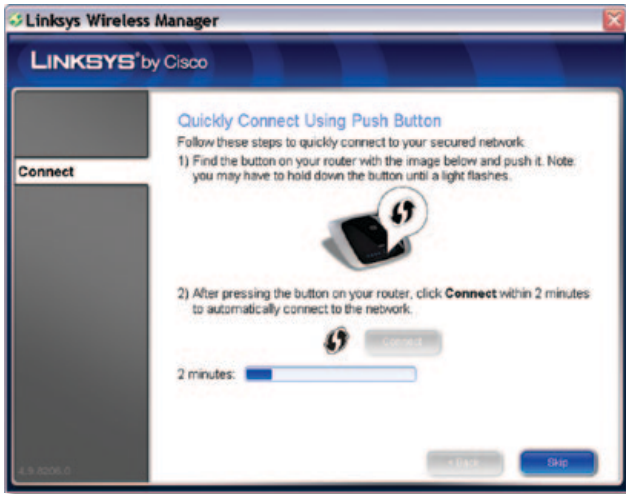 Linksys Wireless Manager
LINKSYS® by Cisco
Connect
Quickly Connect Using Push Button
Follow these steps to quickly connect to your secured network.
1) Find the button on your router with the image below and push it. Note:
you may have to hold down the button until a light flashes.
2) After pressing the button on your router, click Connect within 2 minutes
to automatically connect to the network.
Connect
2 minutes:
< Back
Skip